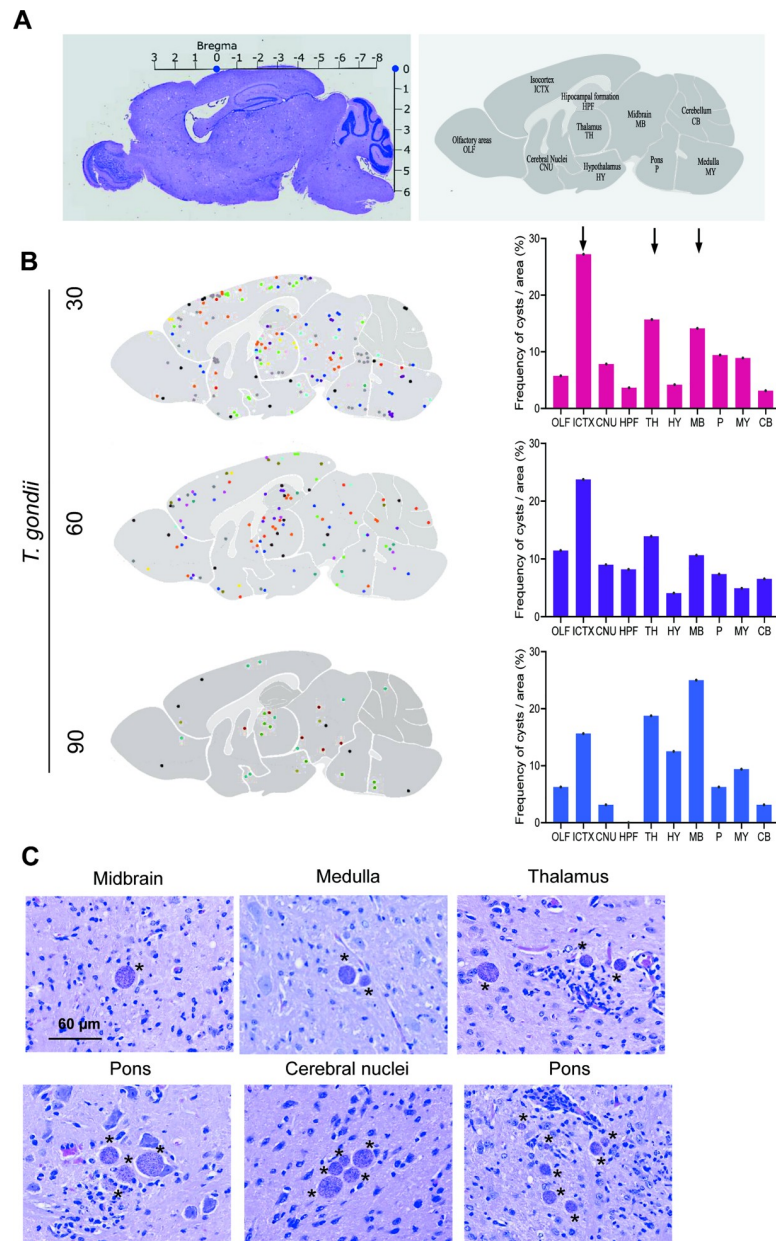 A
Bregma
3 2 1 0 -1 -2 -3 -4 -5 -6 -7 -8
0
1
2
3
4
5
6
Isocortex
ICTX
Hipocampal formation
HPF
Midbrain
MB
Cerebellum
CB
Thalamus
TH
Olfactory areas
OLF
Cerebral Nuclei
CNU
Hypothalamus
HY
Pons
P
Medulla
MY
B
T. gondii
30
60
90
Frequency of cysts / area (%)
30
20
10
0
OLF ICTX CNU HPF TH HY MB P MY CB
Frequency of cysts / area (%)
30
20
10
0
OLF ICTX CNU HPF TH HY MB P MY CB
Frequency of cysts / area (%)
30
20
10
0
OLF ICTX CNU HPF TH HY MB P MY CB
C
Midbrain
Medulla
Thalamus
*
60 µm
* *
* * *
Pons
Cerebral nuclei
Pons
* * * *
* * * * *
* * * * * * *